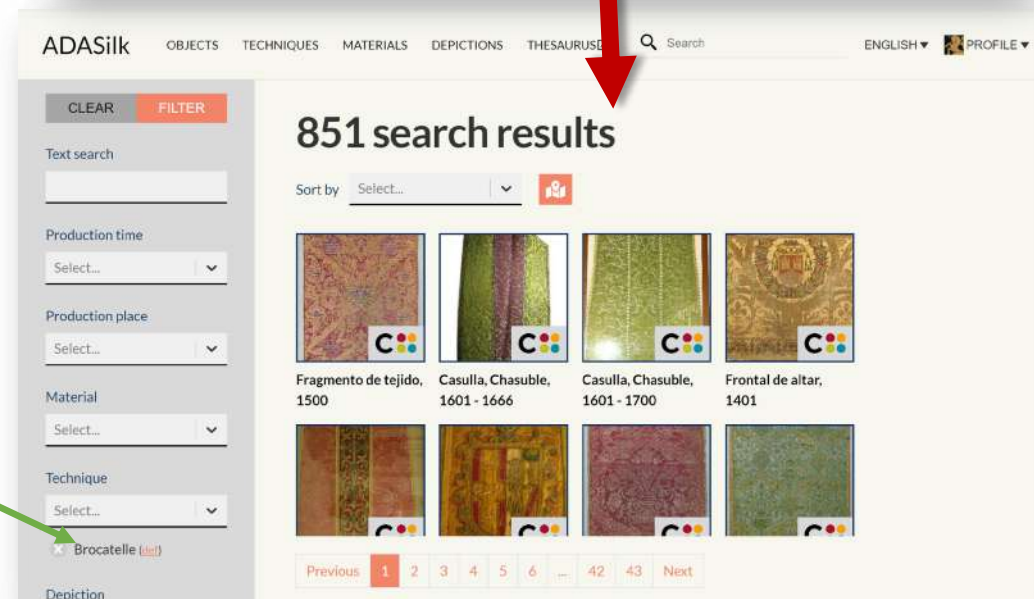 ADASilk OBJECTS TECHNIQUES MATERIALS DEPICTIONS THESAURUS Search ENGLISH PROFILE
CLEAR FILTER
Text search
Production time
Select...
Production place
Select...
Material
Select...
Technique
Select...
Brocatelle (def)
Depiction
851 search results
Sort by Select...
Fragmento de tejido, 1500
Casulla, Chasuble, 1601 - 1666
Casulla, Chasuble, 1601 - 1700
Frontal de altar, 1401
Previous 1 2 3 4 5 6 ... 42 43 Next